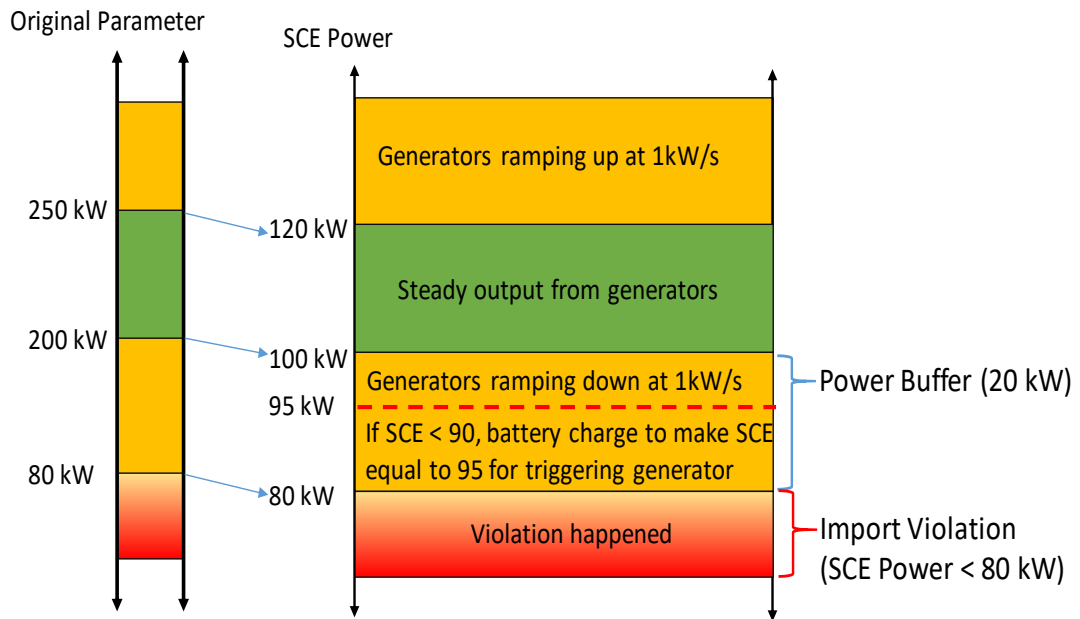 Original Parameter
SCE Power
Generators ramping up at 1kW/s
250 kW
120 kW
Steady output from generators
200 kW
100 kW
Generators ramping down at 1kW/s
Power Buffer (20 kW)
95 kW
If SCE < 90, battery charge to make SCE
equal to 95 for triggering generator
80 kW
80 kW
Violation happened
Import Violation
(SCE Power < 80 kW)